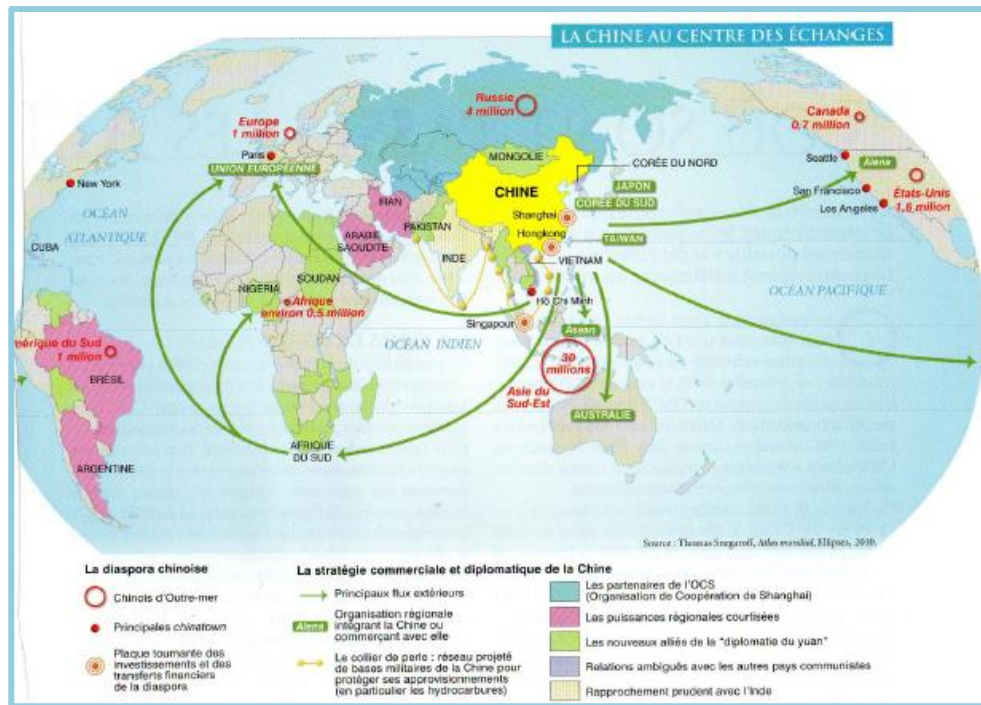 LA CHINE AU CENTRE DES ÉCHANGES
Russie
4 million
Canada
0,7 million
Europe
1 million
Paris
UNION EUROPÉENNE
MONGOLIE
CORÉE DU NORD
Seattle
Alena
New York
CHINE
JAPON
CORÉE DU SUD
San Francisco
États-Unis
1,6 milion
Los Angeles
OCÉAN
ATLANTIQUE
IRAN
PAKISTAN
Shanghai
Hongkong
TAIWAN
CUBA
ARABIE
SAOUDITE
INDE
VIETNAM
SOUDAN
NIGERIA
Afrique
environ 0,5 million
Hô Chi Minh
OCÉAN PACIFIQUE
Singapour
Asean
OCÉAN INDIEN
érique du Sud
1 milion
BRÉSIL
30
millions
Asie du
Sud-Est
AUSTRALIE
AFRIQUE
DU SUD
ARGENTINE
Source : Thomas Snegaroff, Atlas mondial, Ellipses, 2010.
La diaspora chinoise
Chinois d'Outre-mer
Principales chinatown
Plaque tournante des
investissements et des
transferts financiers
de la diaspora
La stratégie commerciale et diplomatique de la Chine
Principaux flux extérieurs
Alena
Organisation régionale
intégrant la Chine ou
commerçant avec elle
Le collier de perle : réseau projeté
de bases militaires de la Chine pour
protéger ses approvisionnements
(en particulier les hydrocarbures)
Les partenaires de l'OCS
(Organisation de Coopération de Shanghai)
Les puissances régionales courtisées
Les nouveaux alliés de la "diplomatie du yuan"
Relations ambiguës avec les autres pays communistes
Rapprochement prudent avec l'Inde